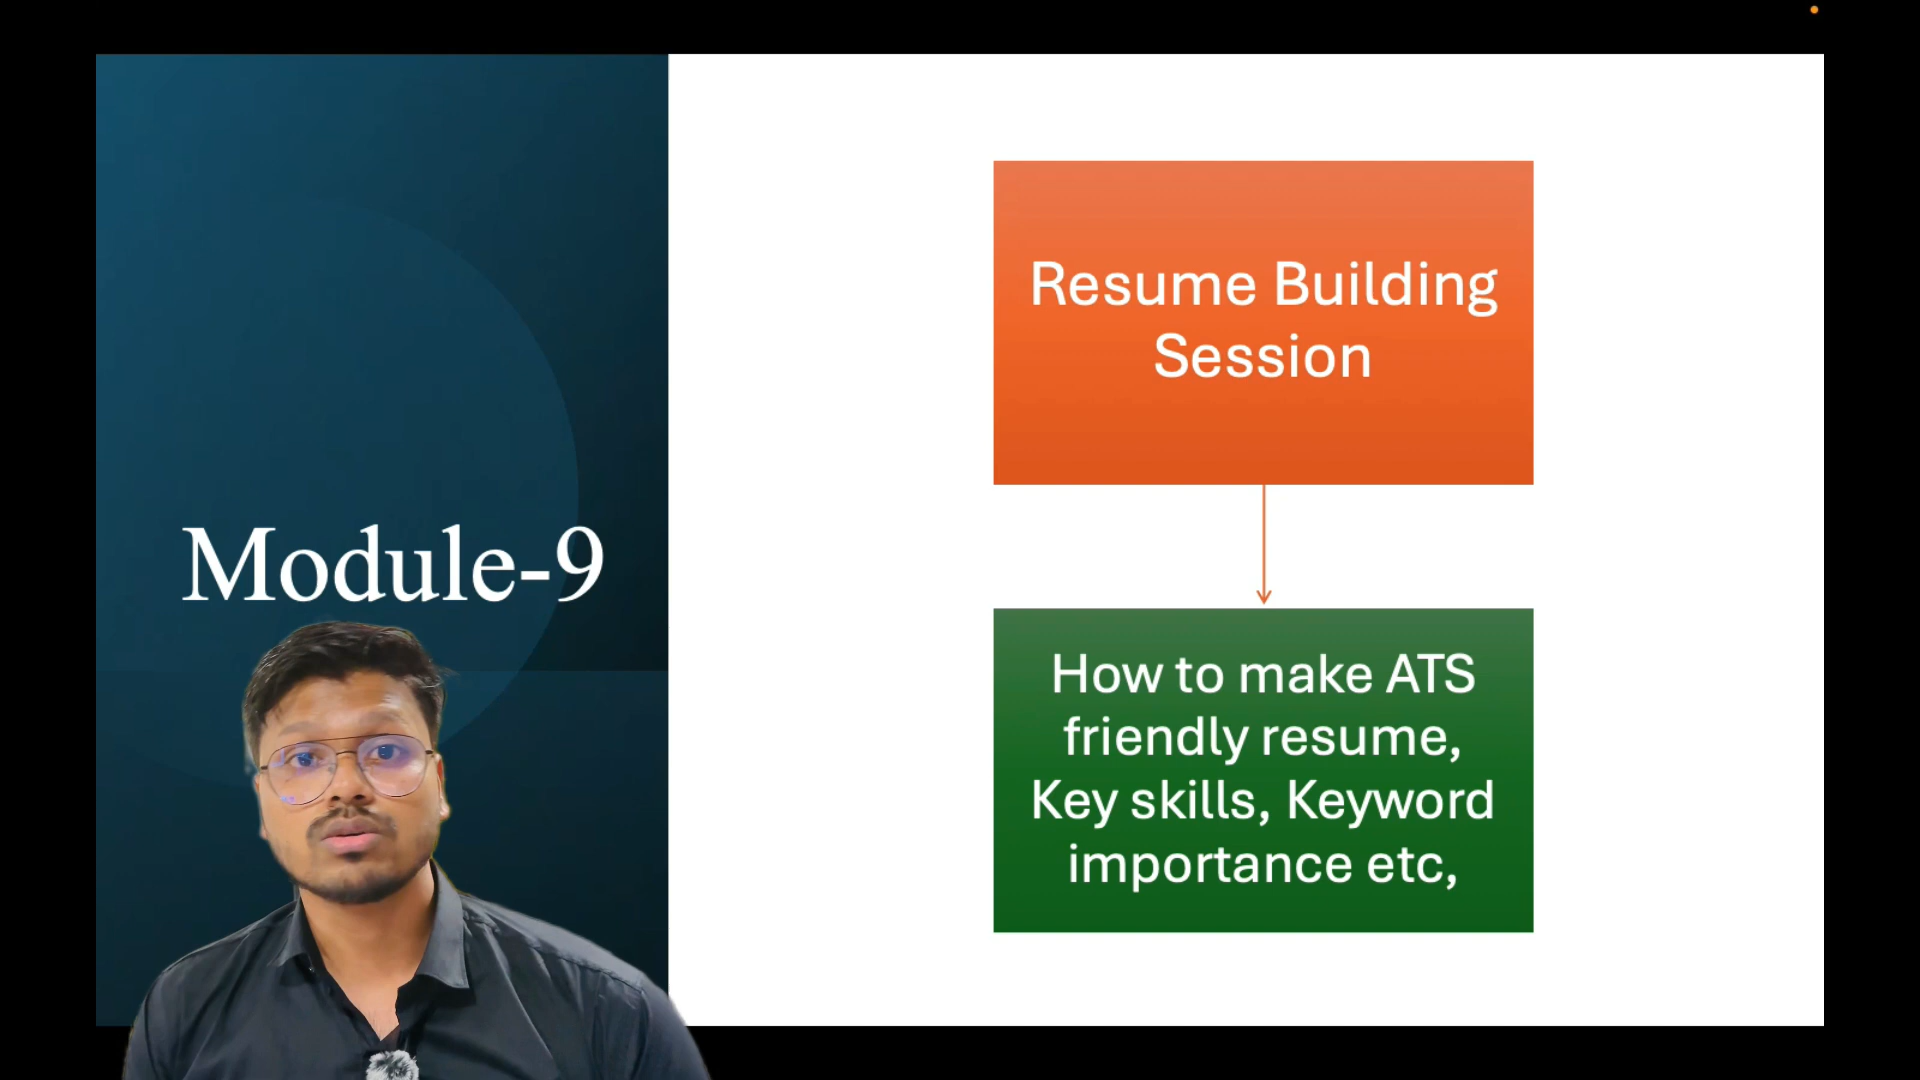 Module-9
Resume Building
Session
How to make ATS
friendly resume,
Key skills, Keyword
importance etc,